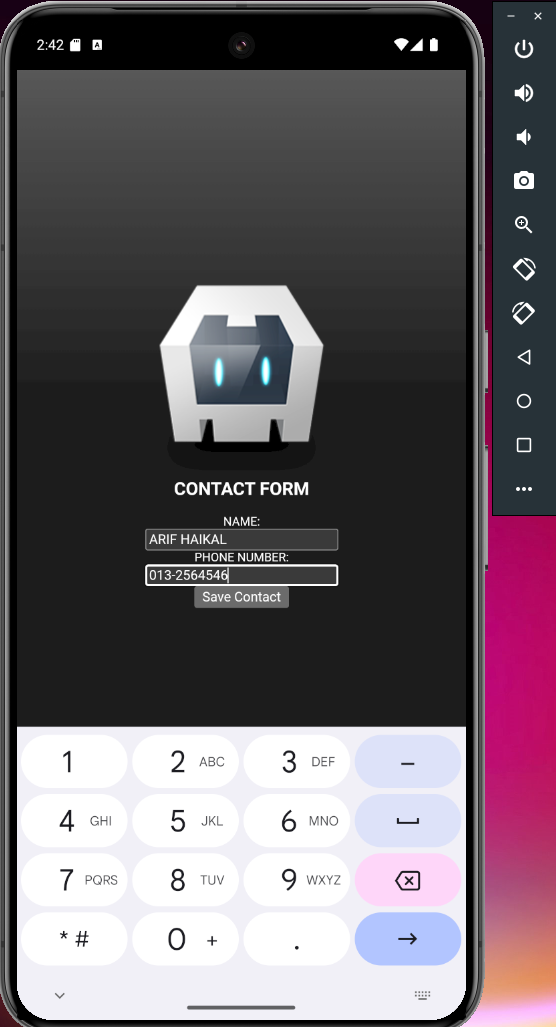 2:42 A
CONTACT FORM
NAME:
ARIF HAIKAL
PHONE NUMBER:
013-2564546
Save Contact
1 2 ABC 3 DEF –
4 GHI 5 JKL 6 MNO
7 PQRS 8 TUV 9 WXYZ
* # 0 + .